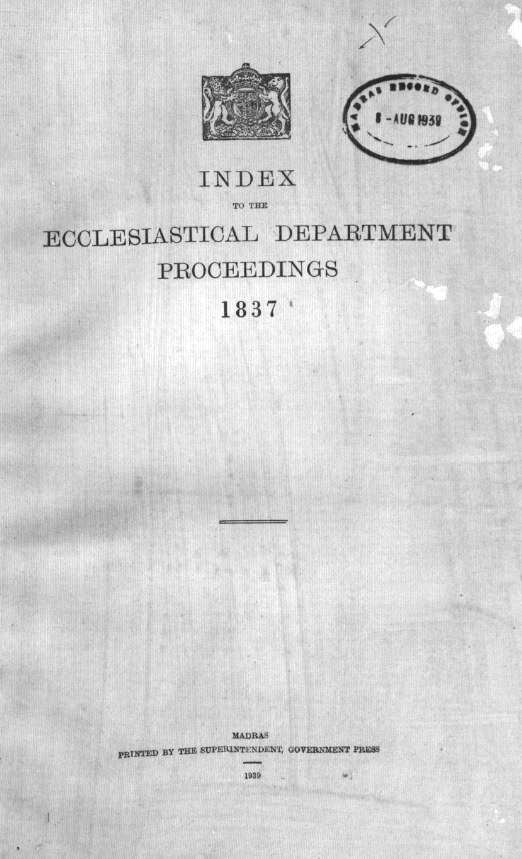 MADRAS RECORD OFFICE
8 - AUG 1939
INDEX
TO THE
ECCLESIASTICAL DEPARTMENT
PROCEEDINGS
1837
MADRAS
PRINTED BY THE SUPERINTENDENT, GOVERNMENT PRESS
1939